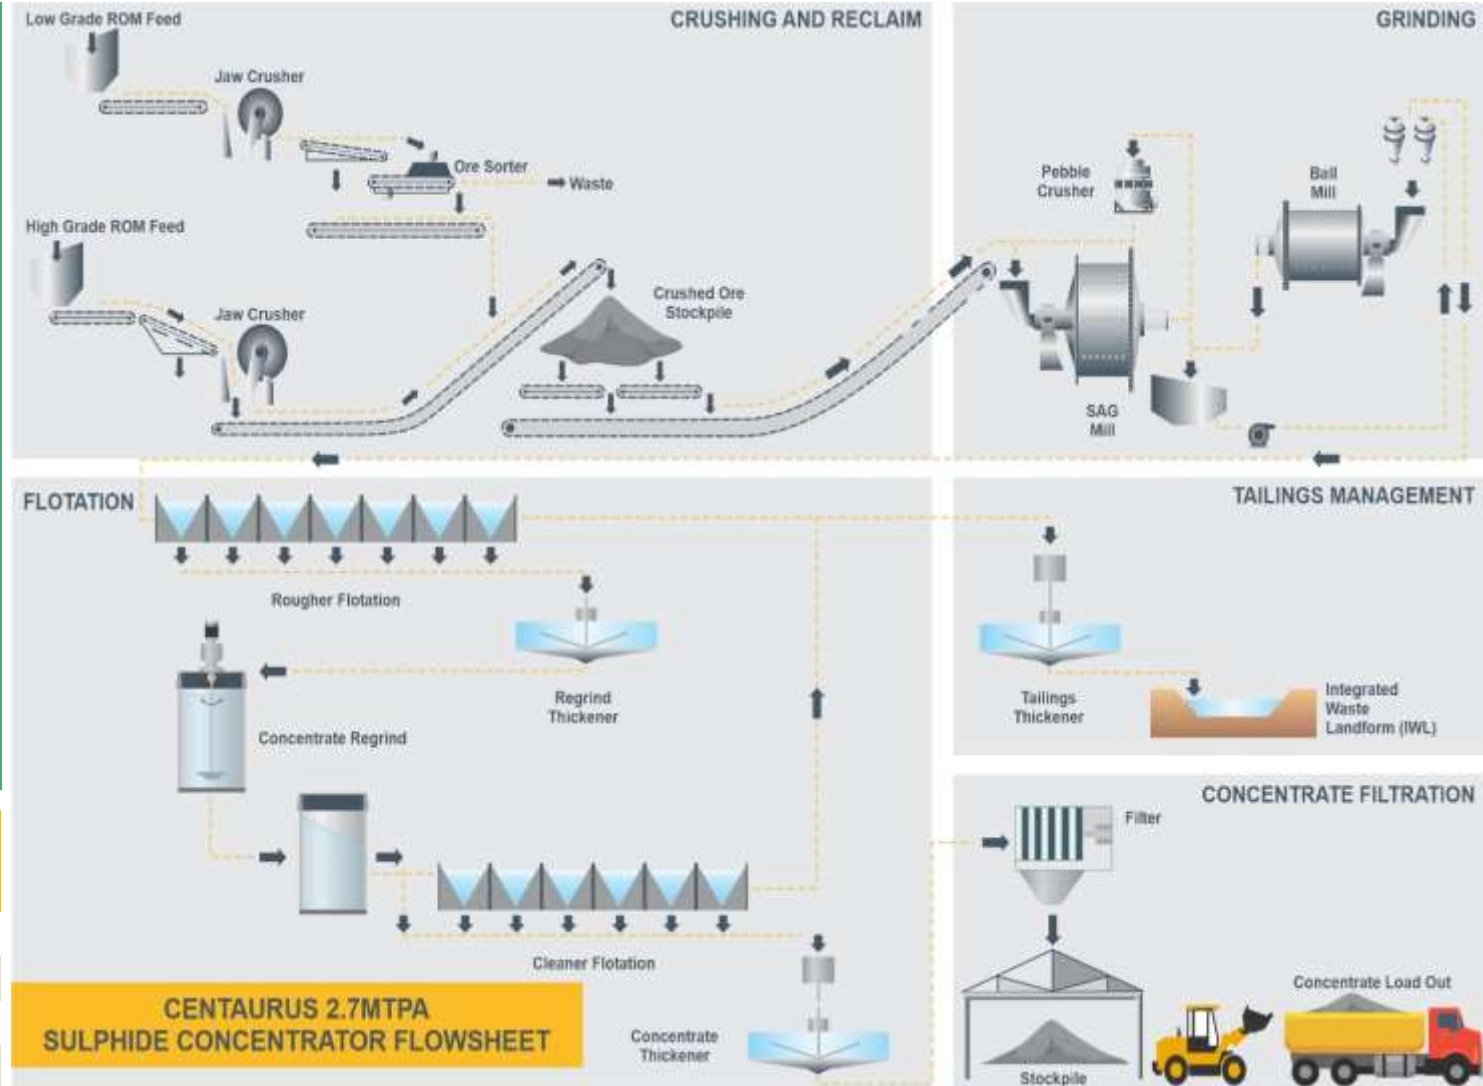 CRUSHING AND RECLAIM
Low Grade ROM Feed
Jaw Crusher
Ore Sorter
Waste
High Grade ROM Feed
Jaw Crusher
Crushed Ore
Stockpile
GRINDING
Pebble
Crusher
Ball
Mill
SAG
Mill
FLOTATION
Rougher Flotation
Regrind
Thickener
Concentrate Regrind
Cleaner Flotation
Concentrate
Thickener
CENTAURUS 2.7MTPA
SULPHIDE CONCENTRATOR FLOWSHEET
TAILINGS MANAGEMENT
Tailings
Thickener
Integrated
Waste
Landform (IWL)
CONCENTRATE FILTRATION
Filter
Stockpile
Concentrate Load Out